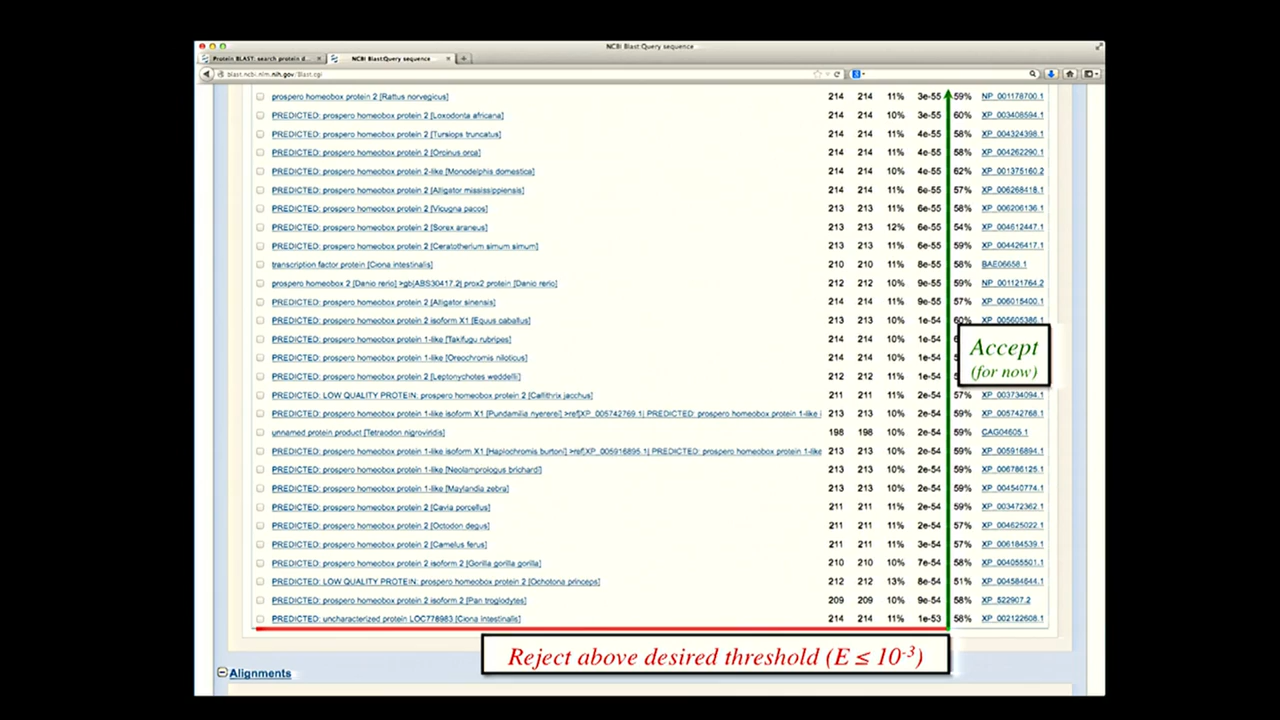 NCBI Blast:Query sequence
Protein BLAST: search protein d...
NCBI Blast:Query sequence
blast.ncbi.nlm.nih.gov/Blast.cgi
prospero homeobox protein 2 [Rattus norvegicus] 214 214 11% 3e-55 59% NP_001178700.1
PREDICTED: prospero homeobox protein 2 [Loxodonta africana] 214 214 10% 3e-55 60% XP_003408594.1
PREDICTED: prospero homeobox protein 2 [Tursiops truncatus] 214 214 11% 4e-55 58% XP_004324398.1
PREDICTED: prospero homeobox protein 2 [Orcinus orca] 214 214 11% 4e-55 58% XP_004262290.1
PREDICTED: prospero homeobox protein 2-like [Monodelphis domestica] 214 214 10% 4e-55 62% XP_001375160.2
PREDICTED: prospero homeobox protein 2 [Alligator mississippiensis] 214 214 11% 6e-55 57% XP_006268418.1
PREDICTED: prospero homeobox protein 2 [Vicugna pacos] 213 213 11% 6e-55 58% XP_006206136.1
PREDICTED: prospero homeobox protein 2 [Sorex araneus] 213 213 12% 6e-55 54% XP_004612447.1
PREDICTED: prospero homeobox protein 2 [Ceratotherium simum simum] 213 213 11% 6e-55 59% XP_004426417.1
transcription factor protein [Ciona intestinalis] 210 210 11% 8e-55 58% BAE06658.1
prospero homeobox 2 [Danio rerio] >gb|ABS30417.2| prox2 protein [Danio rerio] 212 212 10% 9e-55 59% NP_001121764.2
PREDICTED: prospero homeobox protein 2 [Alligator sinensis] 214 214 11% 9e-55 57% XP_006015400.1
PREDICTED: prospero homeobox protein 2 isoform X1 [Equus caballus] 213 213 10% 1e-54 60% XP_005605386.1
PREDICTED: prospero homeobox protein 1-like [Takifugu rubripes] 214 214 10% 1e-54
PREDICTED: prospero homeobox protein 1-like [Oreochromis niloticus] 214 214 10% 1e-54
PREDICTED: prospero homeobox protein 2 [Leptonychotes weddellii] 212 212 11% 1e-54
Accept
(for now)
PREDICTED: LOW QUALITY PROTEIN: prospero homeobox protein 2 [Callithrix jacchus] 211 211 11% 2e-54 57% XP_003734094.1
PREDICTED: prospero homeobox protein 1-like isoform X1 [Pundamilia nyererei] >ref|XP_005742769.1| PREDICTED: prospero homeobox protein 1-like i 213 213 10% 2e-54 59% XP_005742768.1
unnamed protein product [Tetraodon nigroviridis] 198 198 10% 2e-54 59% CAG04605.1
PREDICTED: prospero homeobox protein 1-like isoform X1 [Haplochromis burtoni] >ref|XP_005916895.1| PREDICTED: prospero homeobox protein 1-like 213 213 10% 2e-54 59% XP_005916894.1
PREDICTED: prospero homeobox protein 1-like [Neolamprologus brichardi] 213 213 10% 2e-54 59% XP_006786125.1
PREDICTED: prospero homeobox protein 1-like [Maylandia zebra] 213 213 10% 2e-54 59% XP_004540774.1
PREDICTED: prospero homeobox protein 2 [Cavia porcellus] 211 211 11% 2e-54 59% XP_003472362.1
PREDICTED: prospero homeobox protein 2 [Octodon degus] 211 211 11% 2e-54 57% XP_004625022.1
PREDICTED: prospero homeobox protein 2 [Camelus ferus] 211 211 11% 3e-54 57% XP_006184539.1
PREDICTED: prospero homeobox protein 2 isoform 2 [Gorilla gorilla gorilla] 210 210 10% 7e-54 58% XP_004055501.1
PREDICTED: LOW QUALITY PROTEIN: prospero homeobox protein 2 [Ochotona princeps] 212 212 13% 8e-54 51% XP_004584644.1
PREDICTED: prospero homeobox protein 2 isoform 2 [Pan troglodytes] 209 209 10% 9e-54 58% XP_522907.2
PREDICTED: uncharacterized protein LOC778983 [Ciona intestinalis] 214 214 11% 1e-53 58% XP_002122608.1
Reject above desired threshold (E ≤ 10⁻³)
Alignments